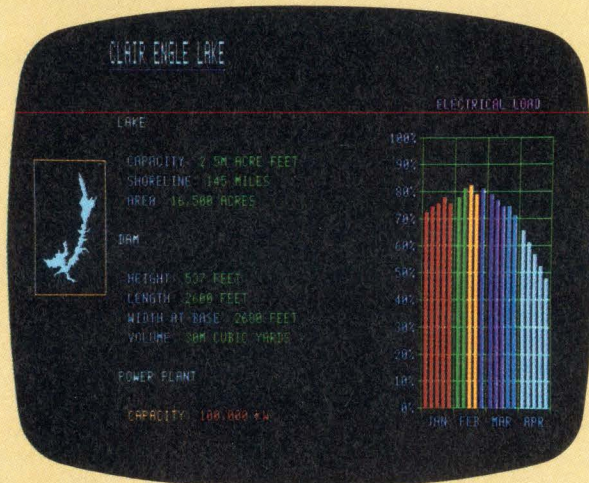 CLAIR ENGLE LAKE
LAKE
CAPACITY: 2.5M ACRE FEET
SHORELINE: 145 MILES
AREA: 16,500 ACRES
DAM
HEIGHT: 537 FEET
LENGTH: 2600 FEET
WIDTH AT BASE: 2600 FEET
VOLUME: 30M CUBIC YARDS
POWER PLANT
CAPACITY: 100,000 KW
ELECTRICAL LOAD
100%
90%
80%
70%
60%
50%
40%
30%
20%
10%
0%
JAN FEB MAR APR